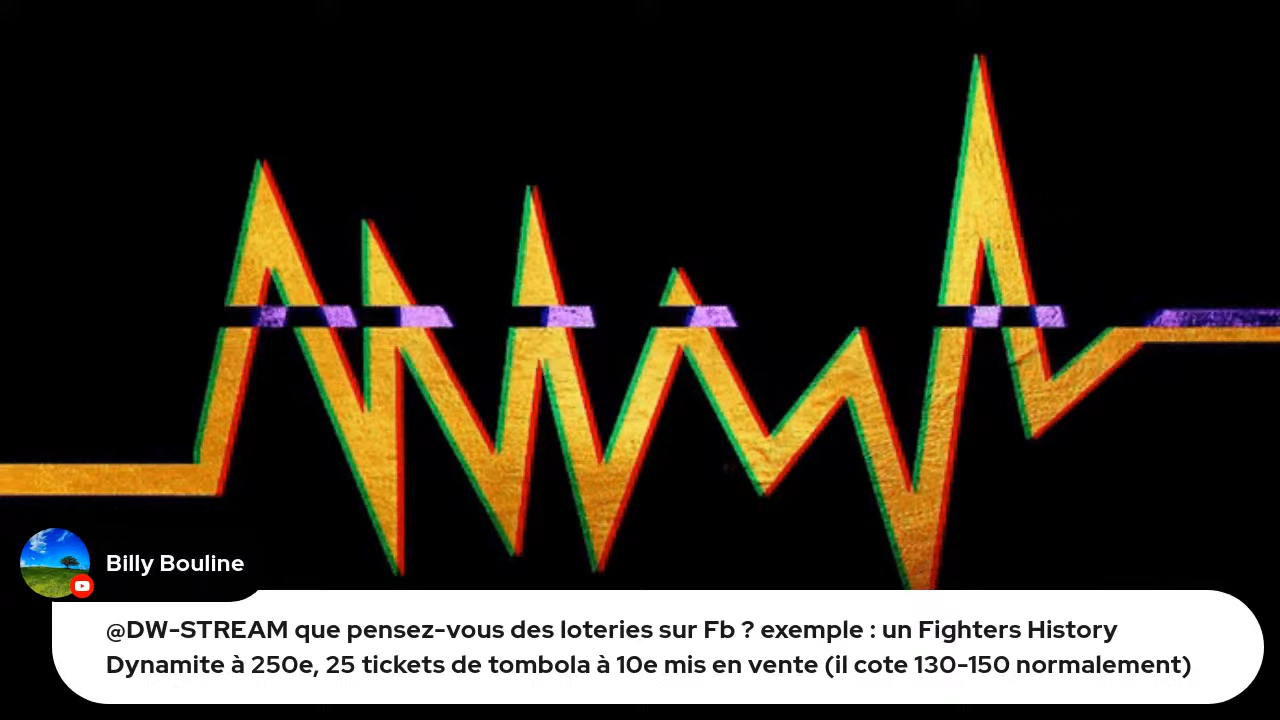 Billy Bouline
@DW-STREAM que pensez-vous des loteries sur Fb ? exemple : un Fighters History
Dynamite à 250e, 25 tickets de tombola à 10e mis en vente (il cote 130-150 normalement)